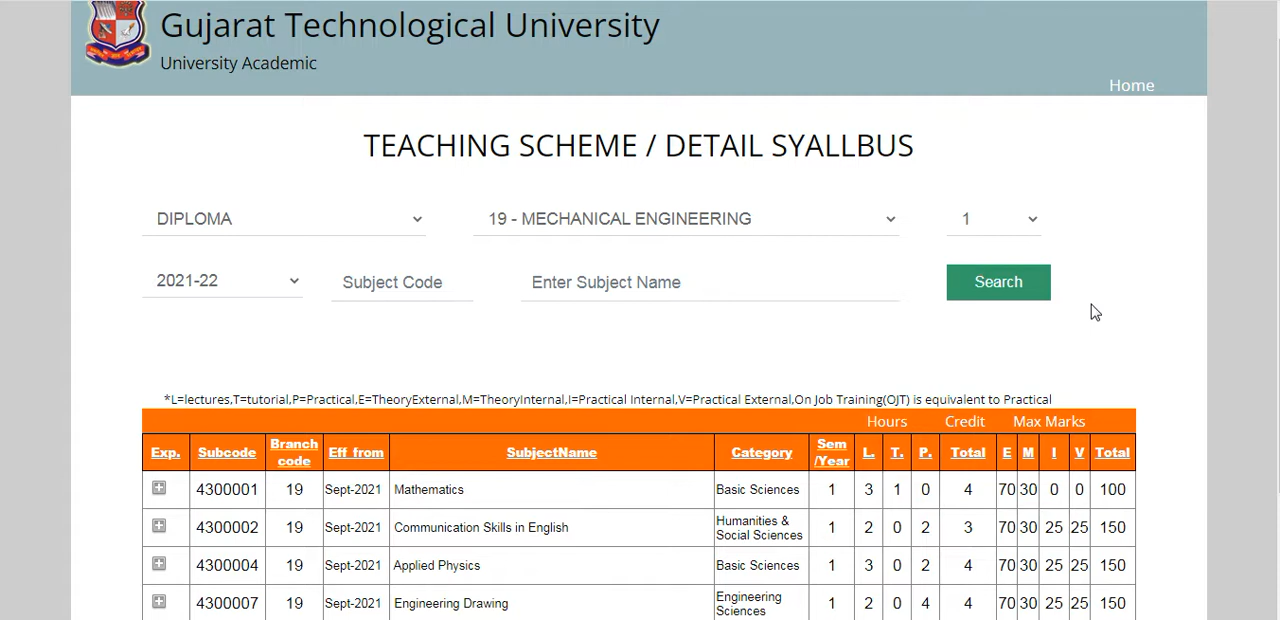 Gujarat Technological University
University Academic
Home
TEACHING SCHEME / DETAIL SYALLBUS
DIPLOMA 19 - MECHANICAL ENGINEERING 1
2021-22 Subject Code Enter Subject Name Search
*L=lectures,T=tutorial,P=Practical,E=TheoryExternal,M=TheoryInternal,I=Practical Internal,V=Practical External,On Job Training(OJT) is equivalent to Practical
Hours Credit Max Marks
Exp. Subcode Branch code Eff from SubjectName Category Sem /Year L. T. P. Total E M I V Total
4300001 19 Sept-2021 Mathematics Basic Sciences 1 3 1 0 4 70 30 0 0 100
4300002 19 Sept-2021 Communication Skills in English Humanities & Social Sciences 1 2 0 2 3 70 30 25 25 150
4300004 19 Sept-2021 Applied Physics Basic Sciences 1 3 0 2 4 70 30 25 25 150
4300007 19 Sept-2021 Engineering Drawing Engineering Sciences 1 2 0 4 4 70 30 25 25 150